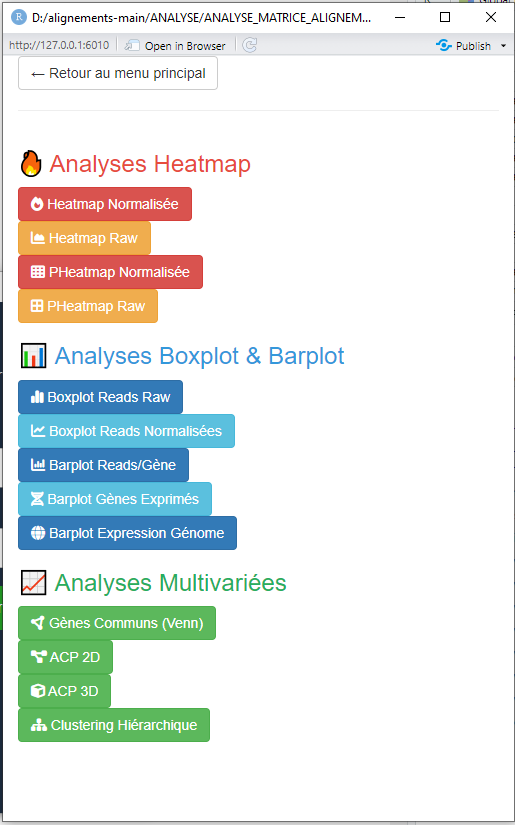 D:/alignements-main/ANALYSE/ANALYSE_MATRICE_ALIGNEM...
http://127.0.0.1:6010 Open in Browser Publish
← Retour au menu principal
Analyses Heatmap
Heatmap Normalisée
Heatmap Raw
PHeatmap Normalisée
PHeatmap Raw
Analyses Boxplot & Barplot
Boxplot Reads Raw
Boxplot Reads Normalisées
Barplot Reads/Gène
Barplot Gènes Exprimés
Barplot Expression Génome
Analyses Multivariées
Gènes Communs (Venn)
ACP 2D
ACP 3D
Clustering Hiérarchique